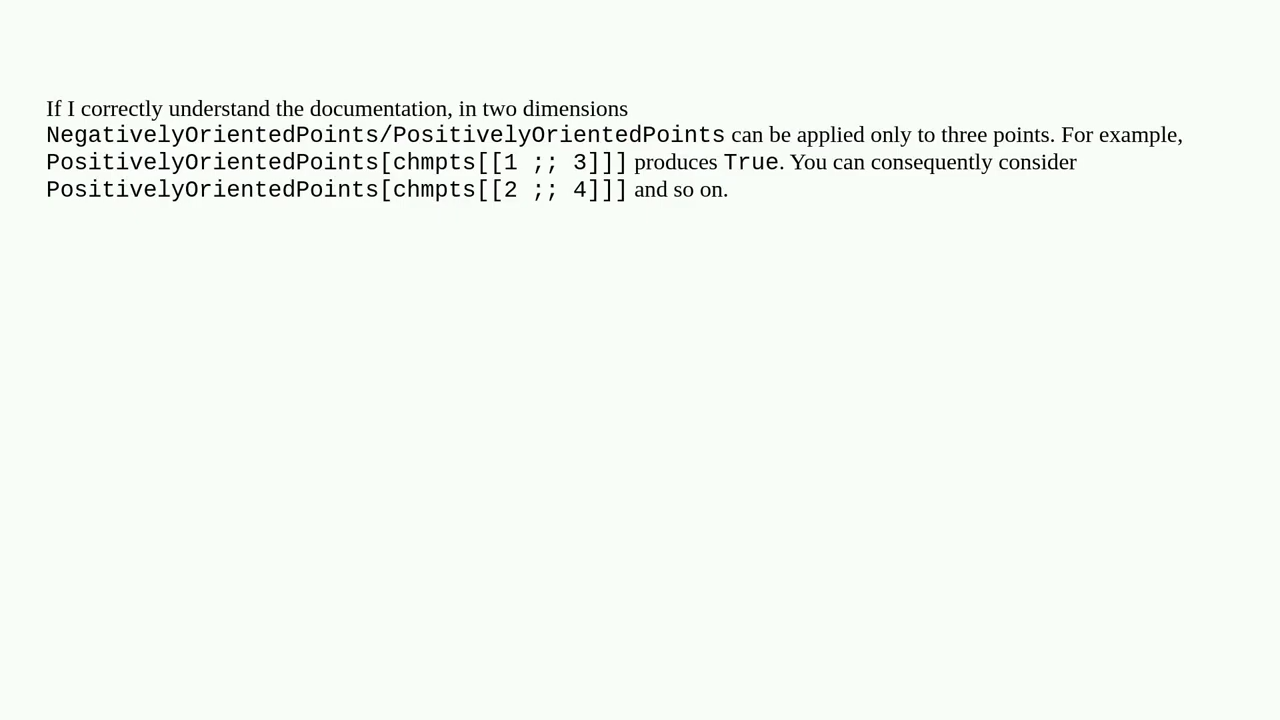 If I correctly understand the documentation, in two dimensions
NegativelyOrientedPoints/PositivelyOrientedPoints can be applied only to three points. For example,
PositivelyOrientedPoints[chmpts[[1 ;; 3]]] produces True. You can consequently consider
PositivelyOrientedPoints[chmpts[[2 ;; 4]]] and so on.